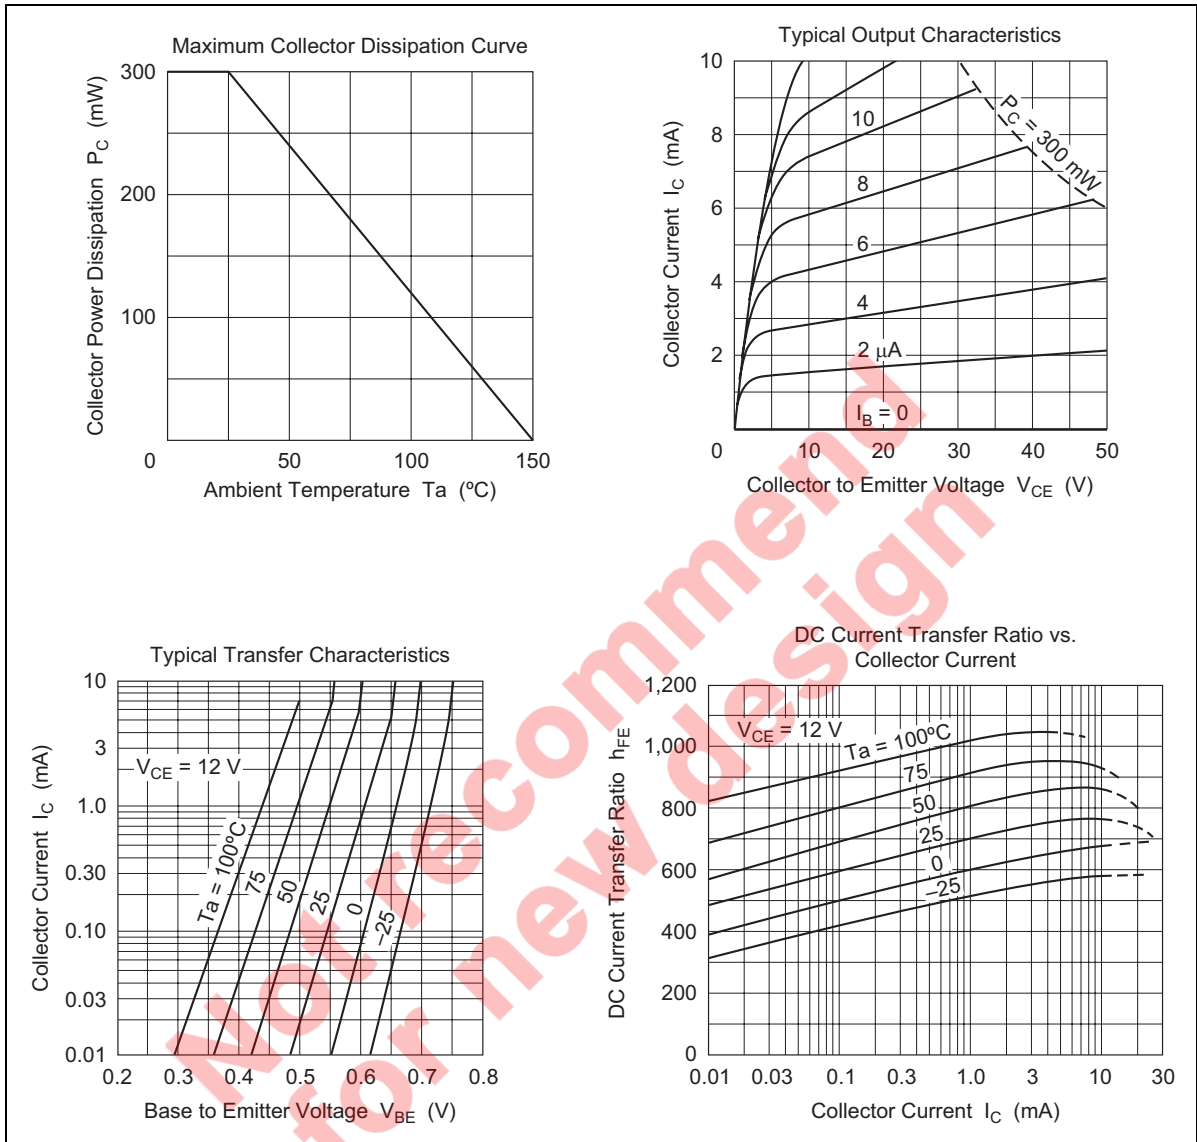 Maximum Collector Dissipation Curve
Collector Power Dissipation P_C (mW)
300
200
100
0
50
100
150
Ambient Temperature Ta (ºC)
Typical Output Characteristics
Collector Current I_C (mA)
10
8
6
4
2
0
10
20
30
40
50
Collector to Emitter Voltage V_CE (V)
P_C = 300 mW
10
8
6
4
2 µA
I_B = 0
Typical Transfer Characteristics
Collector Current I_C (mA)
10
3
1.0
0.30
0.10
0.03
0.01
0.2
0.3
0.4
0.5
0.6
0.7
0.8
Base to Emitter Voltage V_BE (V)
V_CE = 12 V
Ta = 100ºC
75
50
25
0
–25
DC Current Transfer Ratio vs.
Collector Current
DC Current Transfer Ratio h_FE
1,200
1,000
800
600
400
200
0
0.01
0.03
0.1
0.3
1.0
3
10
30
Collector Current I_C (mA)
V_CE = 12 V
Ta = 100ºC
75
50
25
0
–25
Not recommend
for new design